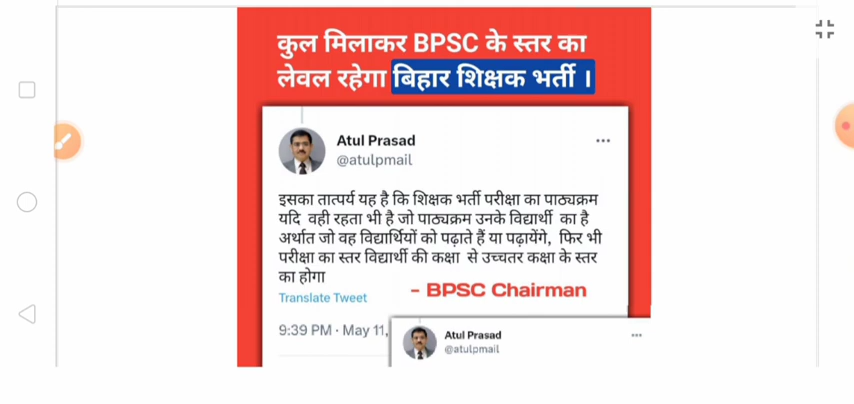 कुल मिलाकर BPSC के स्तर का
लेवल रहेगा बिहार शिक्षक भर्ती ।
Atul Prasad
@atulpmail
इसका तात्पर्य यह है कि शिक्षक भर्ती परीक्षा का पाठ्यक्रम
यदि वही रहता भी है जो पाठ्यक्रम उनके विद्यार्थी का है
अर्थात जो वह विद्यार्थियों को पढ़ाते हैं या पढ़ायेंगे, फिर भी
परीक्षा का स्तर विद्यार्थी की कक्षा से उच्चतर कक्षा के स्तर
का होगा
Translate Tweet
- BPSC Chairman
9:39 PM · May 11,
Atul Prasad
@atulpmail